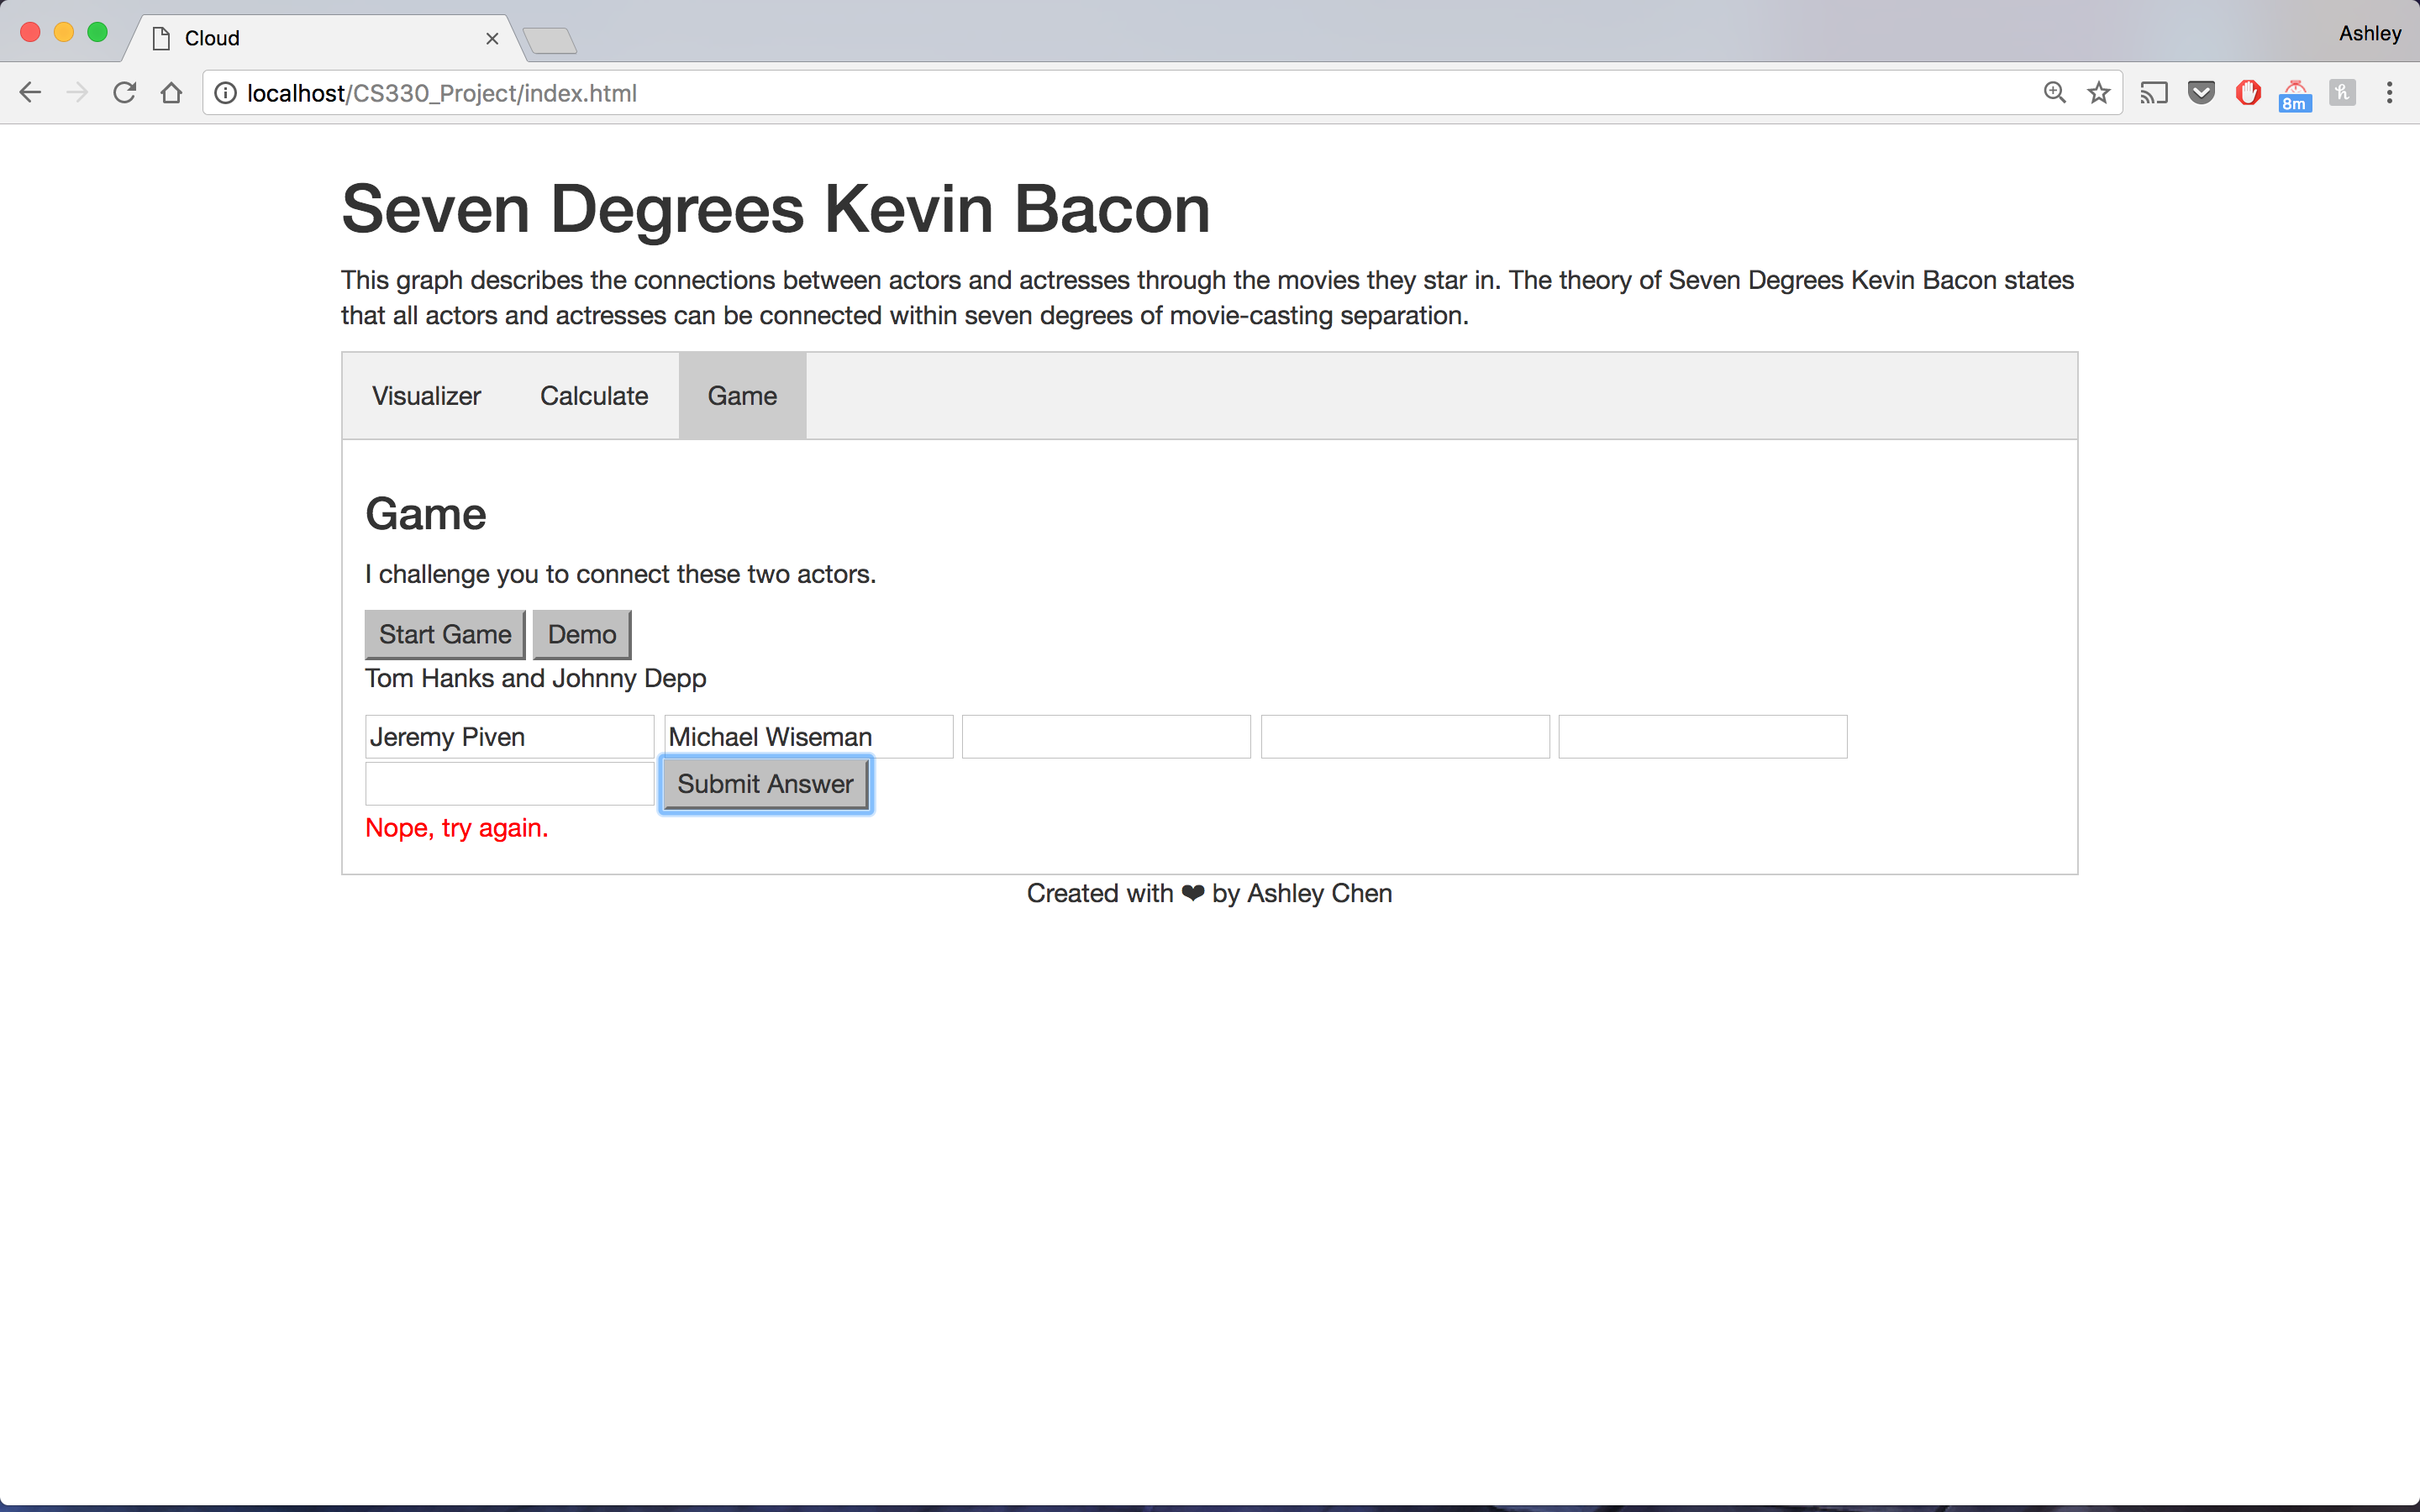 Cloud
Ashley
localhost/CS330_Project/index.html
8m
Seven Degrees Kevin Bacon
This graph describes the connections between actors and actresses through the movies they star in. The theory of Seven Degrees Kevin Bacon states
that all actors and actresses can be connected within seven degrees of movie-casting separation.
Visualizer Calculate Game
Game
I challenge you to connect these two actors.
Start Game Demo
Tom Hanks and Johnny Depp
Jeremy Piven Michael Wiseman
Submit Answer
Nope, try again.
Created with ❤ by Ashley Chen